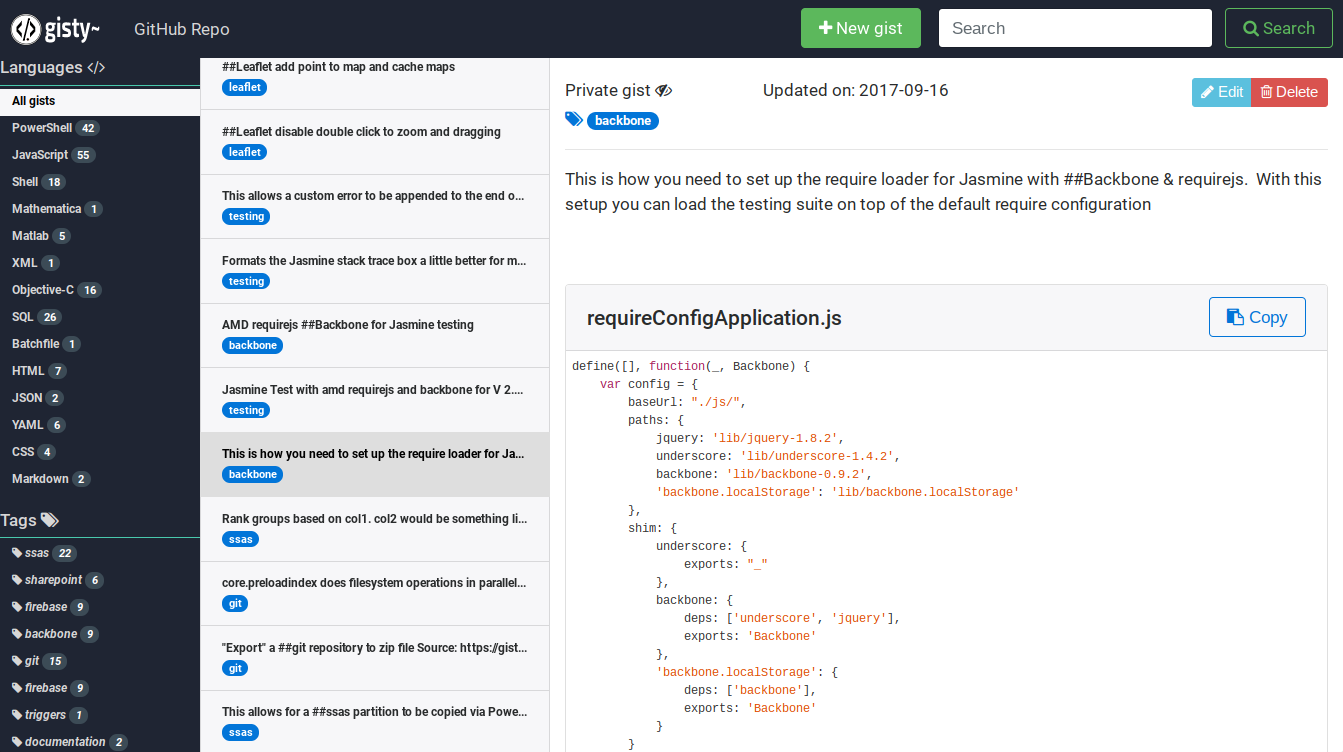 gisty~
GitHub Repo
New gist
Search
Search
Languages </>
All gists
PowerShell 42
JavaScript 55
Shell 18
Mathematica 1
Matlab 5
XML 1
Objective-C 16
SQL 26
Batchfile 1
HTML 7
JSON 2
YAML 6
CSS 4
Markdown 2
Tags
ssas 22
sharepoint 6
firebase 9
backbone 9
git 15
firebase 9
triggers 1
documentation 2
##Leaflet add point to map and cache maps
leaflet
##Leaflet disable double click to zoom and dragging
leaflet
This allows a custom error to be appended to the end o...
testing
Formats the Jasmine stack trace box a little better for m...
testing
AMD requirejs ##Backbone for Jasmine testing
backbone
Jasmine Test with amd requirejs and backbone for V 2....
testing
This is how you need to set up the require loader for Ja...
backbone
Rank groups based on col1. col2 would be something li...
ssas
core.preloadindex does filesystem operations in parallel...
git
"Export" a ##git repository to zip file Source: https://gist...
git
This allows for a ##ssas partition to be copied via Powe...
ssas
Private gist
Updated on: 2017-09-16
Edit
Delete
backbone
This is how you need to set up the require loader for Jasmine with ##Backbone & requirejs.  With this
setup you can load the testing suite on top of the default require configuration
requireConfigApplication.js
Copy
define([], function(_, Backbone) {
    var config = {
        baseUrl: "./js/",
        paths: {
            jquery: 'lib/jquery-1.8.2',
            underscore: 'lib/underscore-1.4.2',
            backbone: 'lib/backbone-0.9.2',
            'backbone.localStorage': 'lib/backbone.localStorage'
        },
        shim: {
            underscore: {
                exports: "_"
            },
            backbone: {
                deps: ['underscore', 'jquery'],
                exports: 'Backbone'
            },
            'backbone.localStorage': {
                deps: ['backbone'],
                exports: 'Backbone'
            }
        }